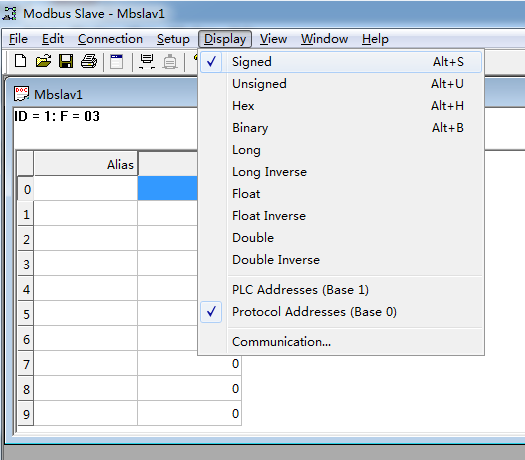 Modbus Slave - Mbslav1
File Edit Connection Setup Display View Window Help
Signed Alt+S
Unsigned Alt+U
Hex Alt+H
Binary Alt+B
Long
Long Inverse
Float
Float Inverse
Double
Double Inverse
PLC Addresses (Base 1)
Protocol Addresses (Base 0)
Communication...
DOC Mbslav1
ID = 1: F = 03
Alias
0
1
2
3
4
5
6
7 0
8 0
9 0